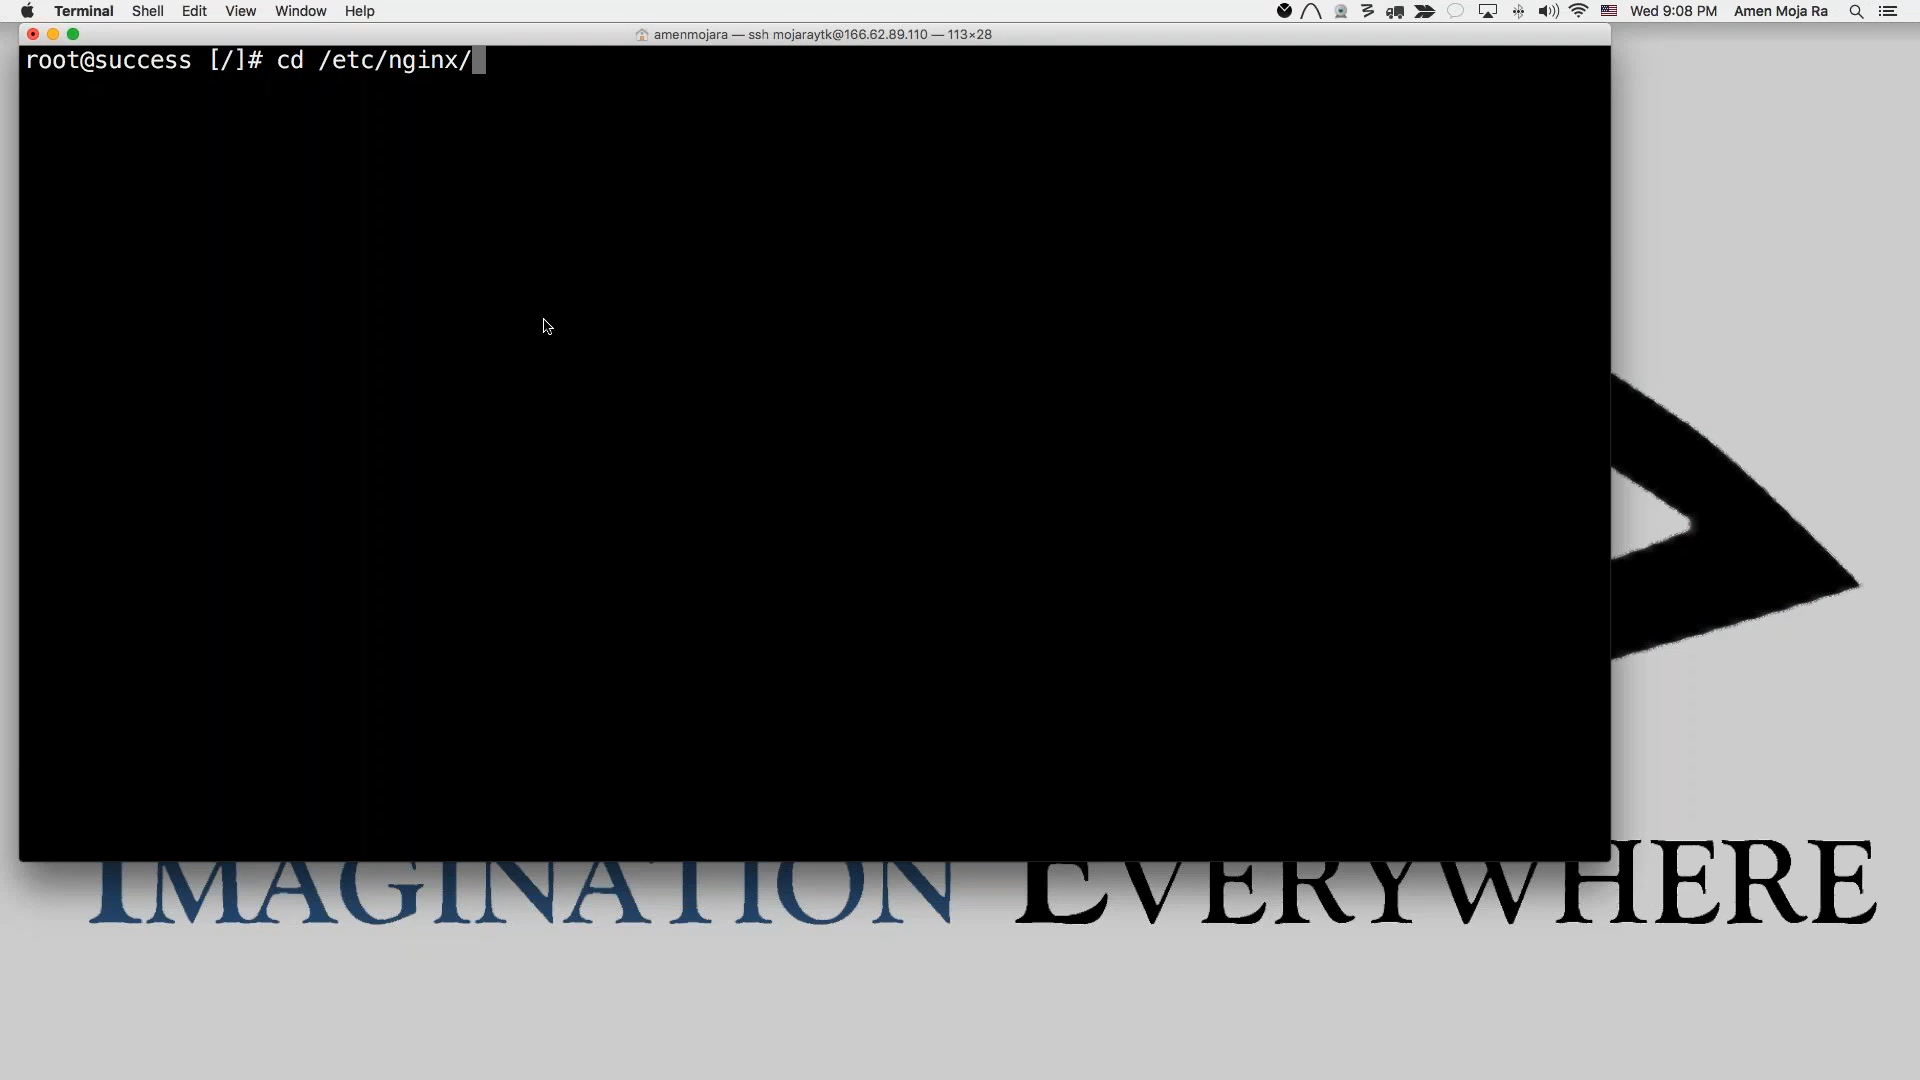 Terminal Shell Edit View Window Help Wed 9:08 PM Amen Moja Ra
amenmojara — ssh mojaraytk@166.62.89.110 — 113×28
root@success [/]# cd /etc/nginx/
IMAGINATION EVERYWHERE